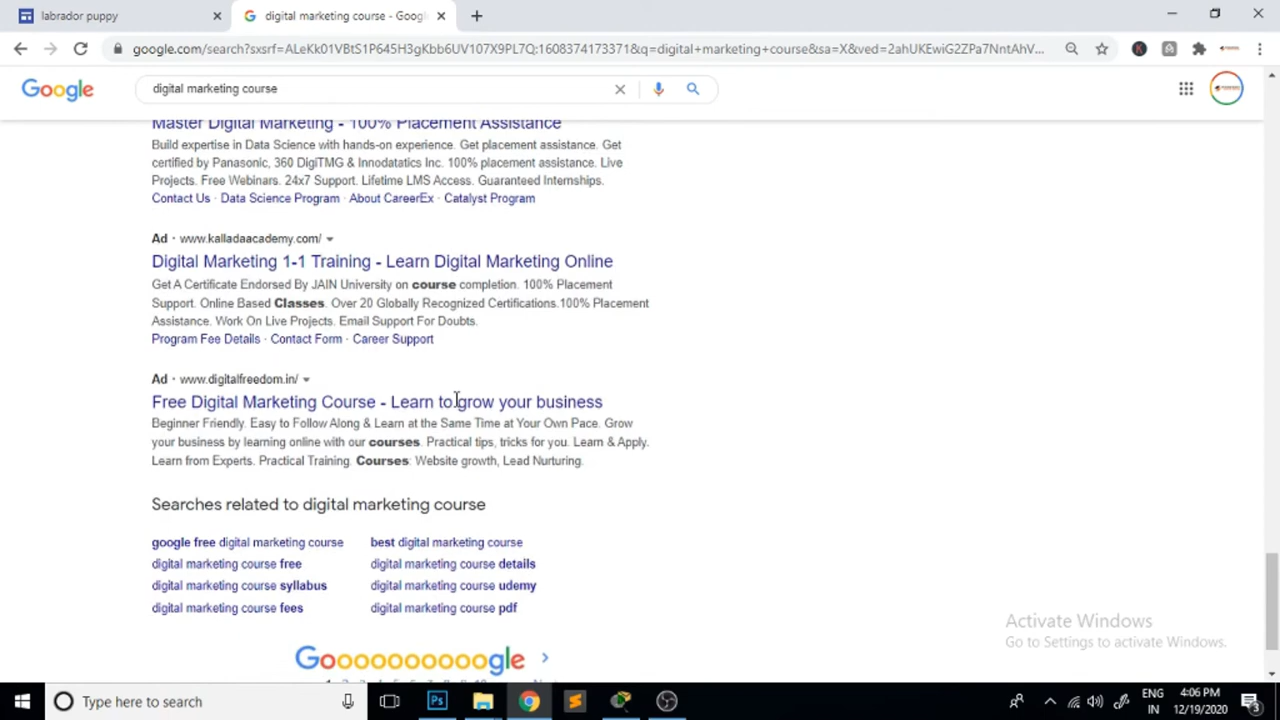 labrador puppy
digital marketing course - Goog
google.com/search?sxsrf=ALeKk01VBtS1P645H3gKbb6UV107X9PL7Q:1608374173371&q=digital+marketing+course&sa=X&ved=2ahUKEwiG2ZPa7NntAhV...
Google
digital marketing course
Master Digital Marketing - 100% Placement Assistance
Build expertise in Data Science with hands-on experience. Get placement assistance. Get
certified by Panasonic, 360 DigiTMG & Innodatatics Inc. 100% placement assistance. Live
Projects. Free Webinars. 24x7 Support. Lifetime LMS Access. Guaranteed Internships.
Contact Us · Data Science Program · About CareerEx · Catalyst Program
Ad · www.kalladaacademy.com/
Digital Marketing 1-1 Training - Learn Digital Marketing Online
Get A Certificate Endorsed By JAIN University on course completion. 100% Placement
Support. Online Based Classes. Over 20 Globally Recognized Certifications.100% Placement
Assistance. Work On Live Projects. Email Support For Doubts.
Program Fee Details · Contact Form · Career Support
Ad · www.digitalfreedom.in/
Free Digital Marketing Course - Learn to grow your business
Beginner Friendly. Easy to Follow Along & Learn at the Same Time at Your Own Pace. Grow
your business by learning online with our courses. Practical tips, tricks for you. Learn & Apply.
Learn from Experts. Practical Training. Courses: Website growth, Lead Nurturing.
Searches related to digital marketing course
google free digital marketing course
best digital marketing course
digital marketing course free
digital marketing course details
digital marketing course syllabus
digital marketing course udemy
digital marketing course fees
digital marketing course pdf
Goooooooooogle
Activate Windows
Go to Settings to activate Windows.
Type here to search
Ps
ENG
IN
4:06 PM
12/19/2020
3